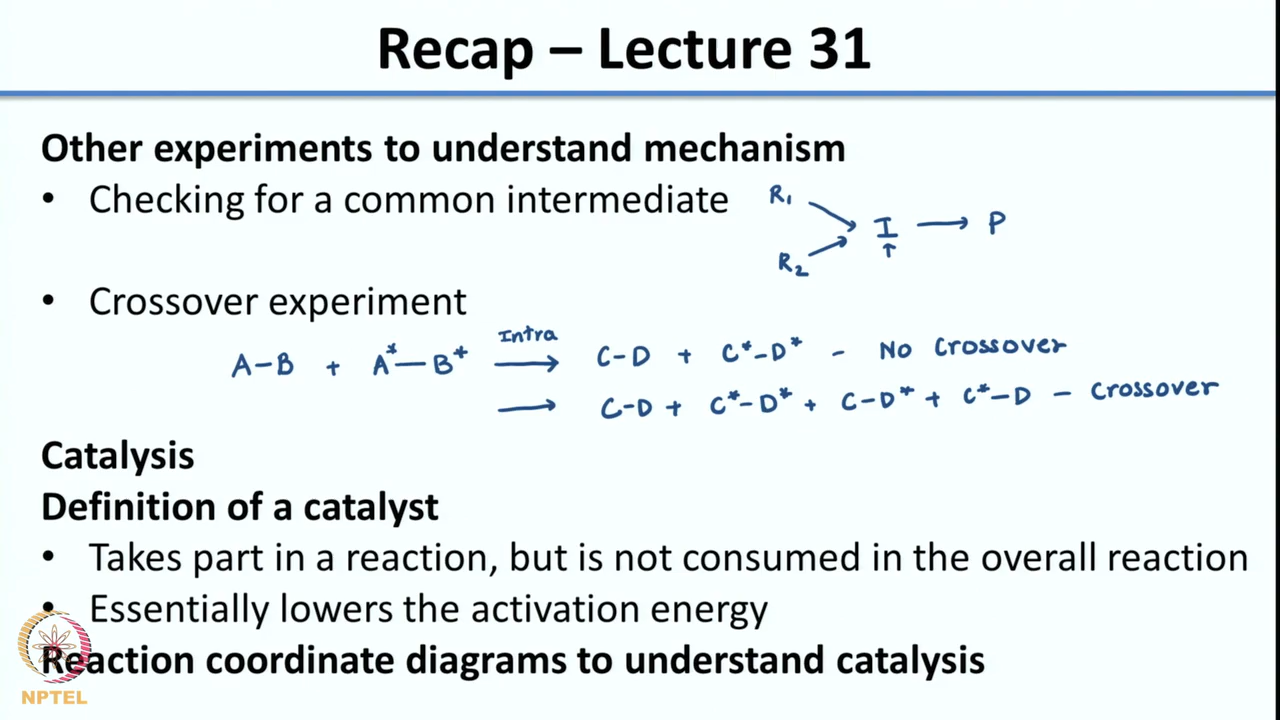 Recap – Lecture 31
Other experiments to understand mechanism
• Checking for a common intermediate
R1
R2
I → P
↑
• Crossover experiment
Intra
A-B + A*—B* → C-D + C*-D* - No Crossover
→ C-D + C*-D* + C-D* + C*-D - Crossover
Catalysis
Definition of a catalyst
• Takes part in a reaction, but is not consumed in the overall reaction
• Essentially lowers the activation energy
Reaction coordinate diagrams to understand catalysis
NPTEL